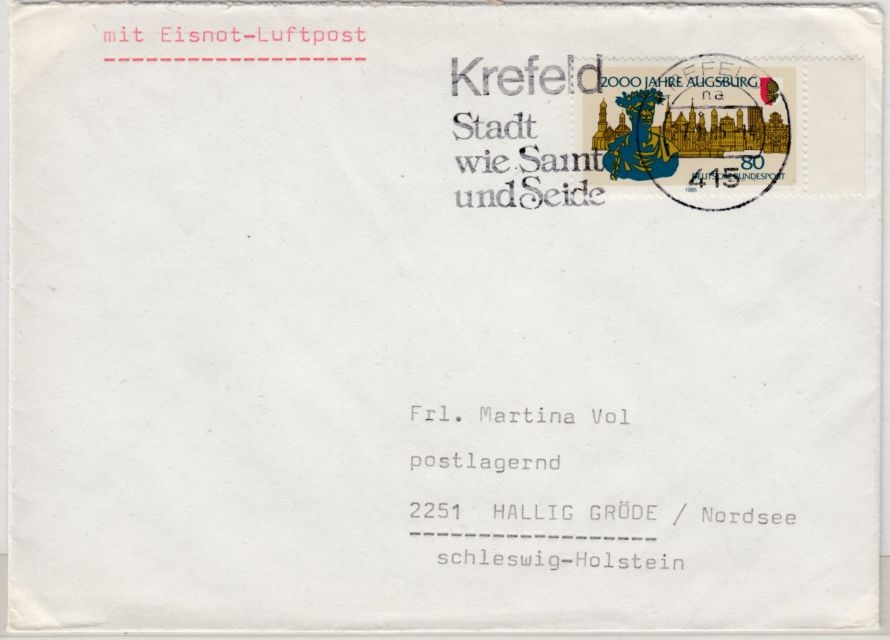 mit Eisnot-Luftpost
Krefeld
Stadt
wie Samt
und Seide
2000 JAHRE AUGSBURG
80
DEUTSCHE BUNDESPOST
1985
na
415
Frl. Martina Vol
postlagernd
2251 HALLIG GRÖDE / Nordsee
schleswig-Holstein